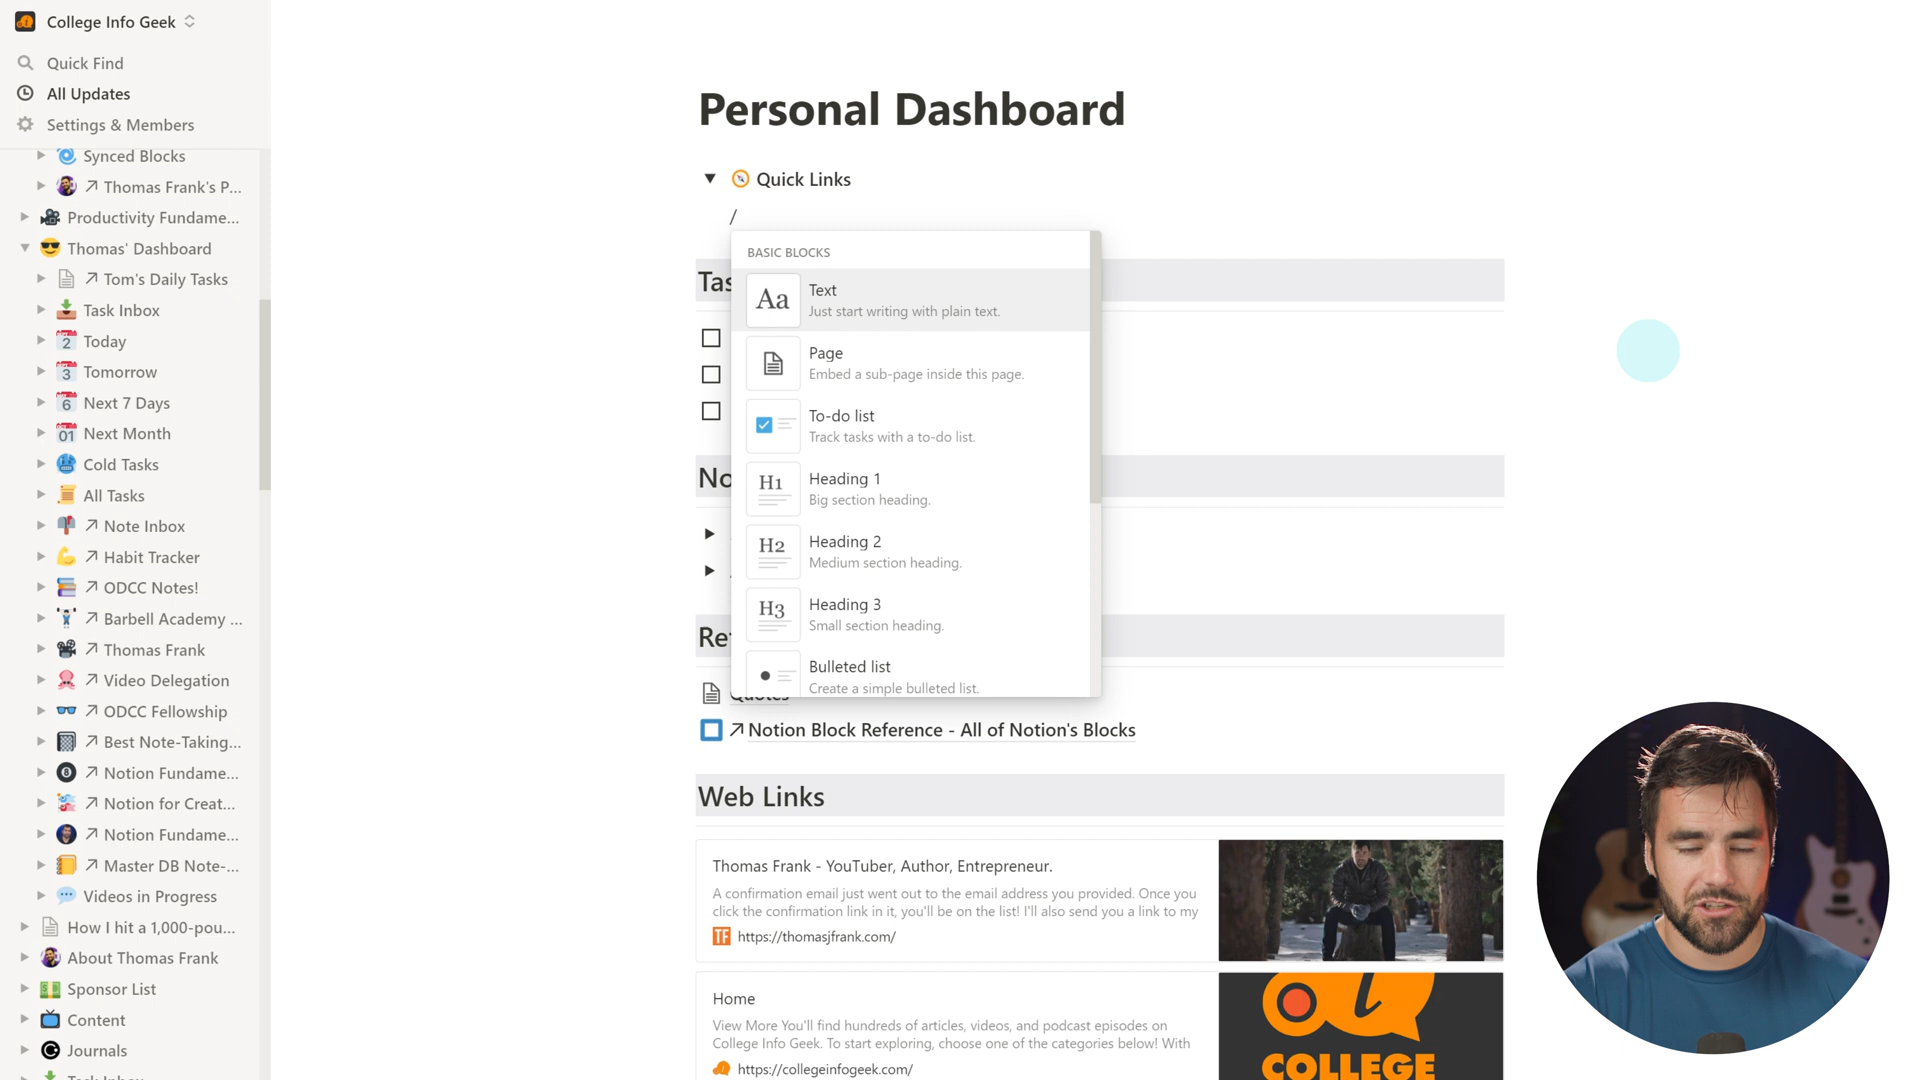 College Info Geek
Quick Find
All Updates
Settings & Members
Synced Blocks
Thomas Frank's P...
Productivity Fundame...
Thomas' Dashboard
Tom's Daily Tasks
Task Inbox
2 Today
3 Tomorrow
6 Next 7 Days
01 Next Month
Cold Tasks
All Tasks
Note Inbox
Habit Tracker
ODCC Notes!
Barbell Academy ...
Thomas Frank
Video Delegation
ODCC Fellowship
Best Note-Taking...
8 Notion Fundame...
Notion for Creat...
Notion Fundame...
Master DB Note-...
Videos in Progress
How I hit a 1,000-pou...
About Thomas Frank
Sponsor List
Content
Journals
Personal Dashboard
Quick Links
/
BASIC BLOCKS
Aa Text
Just start writing with plain text.
Page
Embed a sub-page inside this page.
To-do list
Track tasks with a to-do list.
H1 Heading 1
Big section heading.
H2 Heading 2
Medium section heading.
H3 Heading 3
Small section heading.
Bulleted list
Create a simple bulleted list.
Quotes
Notion Block Reference - All of Notion's Blocks
Web Links
Thomas Frank - YouTuber, Author, Entrepreneur.
A confirmation email just went out to the email address you provided. Once you
click the confirmation link in it, you'll be on the list! I'll also send you a link to my
TF https://thomasjfrank.com/
Home
View More You'll find hundreds of articles, videos, and podcast episodes on
College Info Geek. To start exploring, choose one of the categories below! With
https://collegeinfogeek.com/
COLLEGE